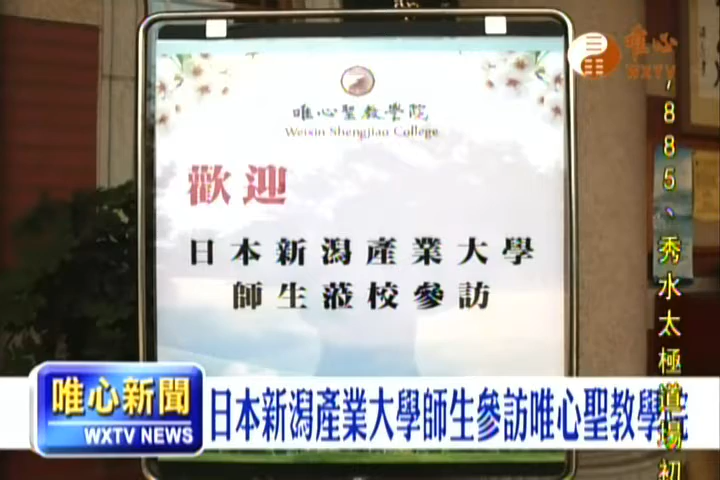 唯心
WXTV
唯心聖教學院
Weixin Shengjiao College
歡迎
日本新潟產業大學
師生蒞校參訪
7885、秀水太極道場初
唯心新聞
WXTV NEWS
日本新潟產業大學師生參訪唯心聖教學院